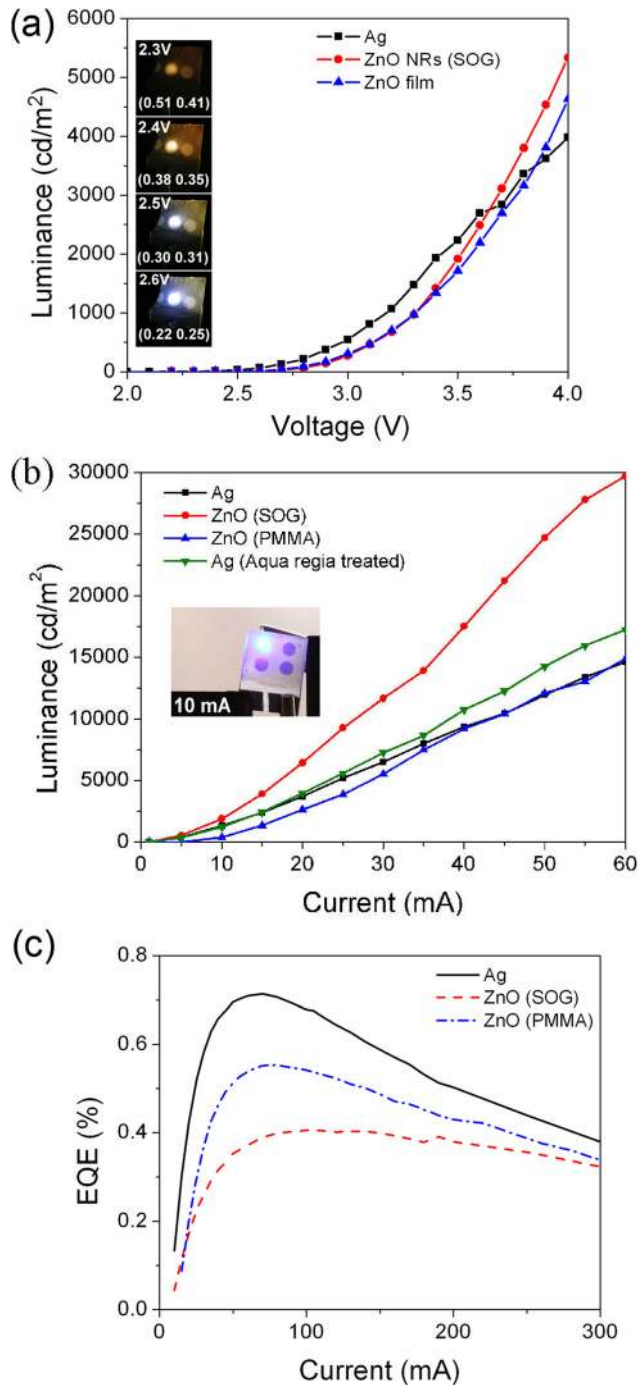 (a)
6000
5000
4000
3000
2000
1000
0
Luminance (cd/m²)
2.3V
(0.51 0.41)
2.4V
(0.38 0.35)
2.5V
(0.30 0.31)
2.6V
(0.22 0.25)
Ag
ZnO NRs (SOG)
ZnO film
2.0 2.5 3.0 3.5 4.0
Voltage (V)
(b)
30000
25000
20000
15000
10000
5000
0
Luminance (cd/m²)
Ag
ZnO (SOG)
ZnO (PMMA)
Ag (Aqua regia treated)
10 mA
10 20 30 40 50 60
Current (mA)
(c)
0.8
0.6
0.4
0.2
0.0
EQE (%)
Ag
ZnO (SOG)
ZnO (PMMA)
0 100 200 300
Current (mA)